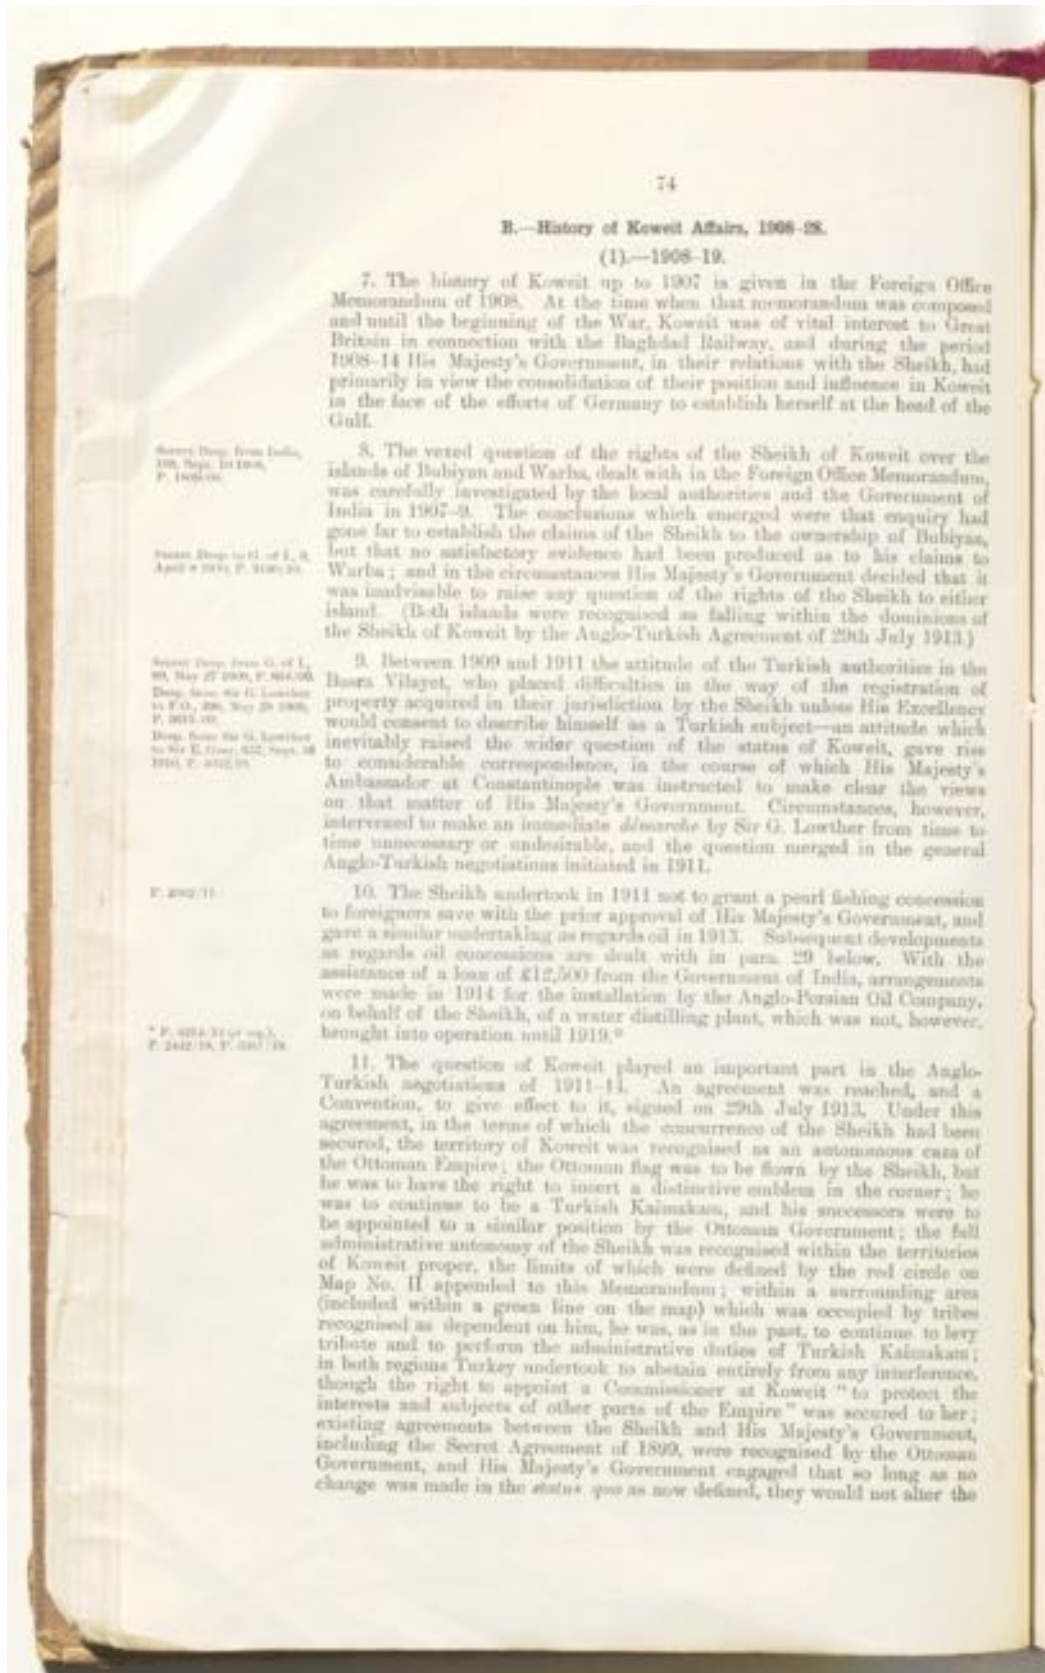 74
B.—History of Koweit Affairs, 1908-28.
(1).—1908-19.
7. The history of Koweit up to 1907 is given in the Foreign Office
Memorandum of 1908. At the time when that memorandum was composed
and until the beginning of the War, Koweit was of vital interest to Great
Britain in connection with the Baghdad Railway, and during the period
1908-14 His Majesty's Government, in their relations with the Sheikh, had
primarily in view the consolidation of their position and influence in Koweit
in the face of the efforts of Germany to establish herself at the head of the
Gulf.
Secret Desp. from India,
Sept. 10
8. The vexed question of the rights of the Sheikh of Koweit over the
islands of Bubiyan and Warba, dealt with in the Foreign Office Memorandum,
was carefully investigated by the local authorities and the Government of
India in 1907-9. The conclusions which emerged were that enquiry had
gone far to establish the claims of the Sheikh to the ownership of Bubiyan,
Secret Desp. to G. of I.,
April 8
but that no satisfactory evidence had been produced as to his claims to
Warba; and in the circumstances His Majesty's Government decided that it
was inadvisable to raise any question of the rights of the Sheikh to either
island. (Both islands were recognised as falling within the dominions of
the Sheikh of Koweit by the Anglo-Turkish Agreement of 29th July 1913.)
Secret Desp. from G. of I.,
May 27 1909,
Desp. from Sir G. Lowther
to F.O.,
Desp. from Sir G. Lowther
to Sir E. Grey, Sept.
1910,
9. Between 1909 and 1911 the attitude of the Turkish authorities in the
Basra Vilayet, who placed difficulties in the way of the registration of
property acquired in their jurisdiction by the Sheikh unless His Excellency
would consent to describe himself as a Turkish subject—an attitude which
inevitably raised the wider question of the status of Koweit, gave rise
to considerable correspondence, in the course of which His Majesty's
Ambassador at Constantinople was instructed to make clear the views
on that matter of His Majesty's Government. Circumstances, however,
intervened to make an immediate démarche by Sir G. Lowther from time to
time unnecessary or undesirable, and the question merged in the general
Anglo-Turkish negotiations initiated in 1911.
10. The Sheikh undertook in 1911 not to grant a pearl fishing concession
to foreigners save with the prior approval of His Majesty's Government, and
gave a similar undertaking as regards oil in 1913. Subsequent developments
as regards oil concessions are dealt with in para. 29 below. With the
assistance of a loan of £12,500 from the Government of India, arrangements
were made in 1914 for the installation by the Anglo-Persian Oil Company,
on behalf of the Sheikh, of a water distilling plant, which was not, however,
brought into operation until 1919.*
11. The question of Koweit played an important part in the Anglo-
Turkish negotiations of 1911-14. An agreement was reached, and a
Convention, to give effect to it, signed on 29th July 1913. Under this
agreement, in the terms of which the concurrence of the Sheikh had been
secured, the territory of Koweit was recognised as an autonomous caza of
the Ottoman Empire; the Ottoman flag was to be flown by the Sheikh, but
he was to have the right to insert a distinctive emblem in the corner; he
was to continue to be a Turkish Kaimakam, and his successors were to
be appointed to a similar position by the Ottoman Government; the full
administrative autonomy of the Sheikh was recognised within the territories
of Koweit proper, the limits of which were defined by the red circle on
Map No. II appended to this Memorandum; within a surrounding area
(included within a green line on the map) which was occupied by tribes
recognised as dependent on him, he was, as in the past, to continue to levy
tribute and to perform the administrative duties of Turkish Kaimakam;
in both regions Turkey undertook to abstain entirely from any interference,
though the right to appoint a Commissioner at Koweit "to protect the
interests and subjects of other parts of the Empire" was secured to her;
existing agreements between the Sheikh and His Majesty's Government,
including the Secret Agreement of 1899, were recognised by the Ottoman
Government, and His Majesty's Government engaged that so long as no
change was made in the status quo as now defined, they would not alter the